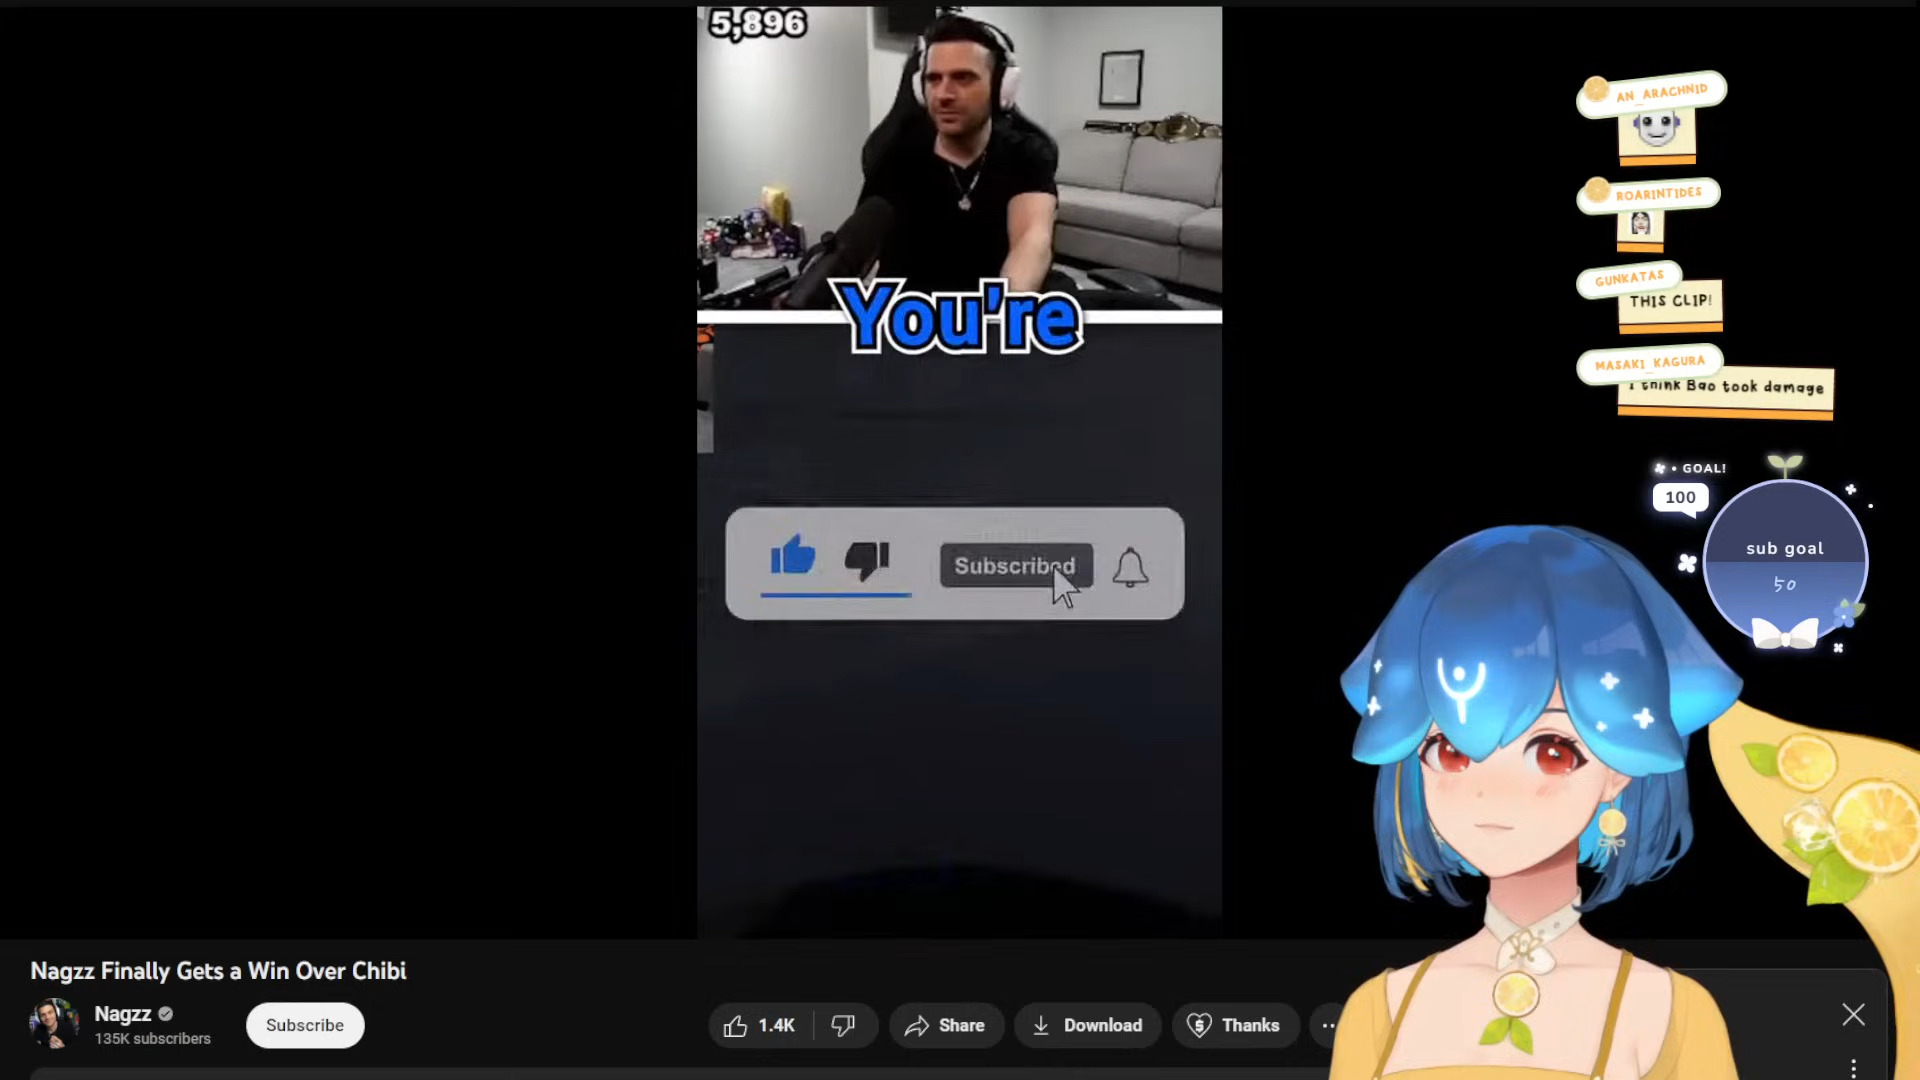 5,896
You're
Subscribed
AN_ARACHNID
ROARINTIDES
GUNKATAS
THIS CLIP!
MASAKI_KAGURA
I think Bao took damage
• GOAL!
100
sub goal
50
Nagzz Finally Gets a Win Over Chibi
Nagzz
135K subscribers
Subscribe
1.4K
Share
Download
Thanks